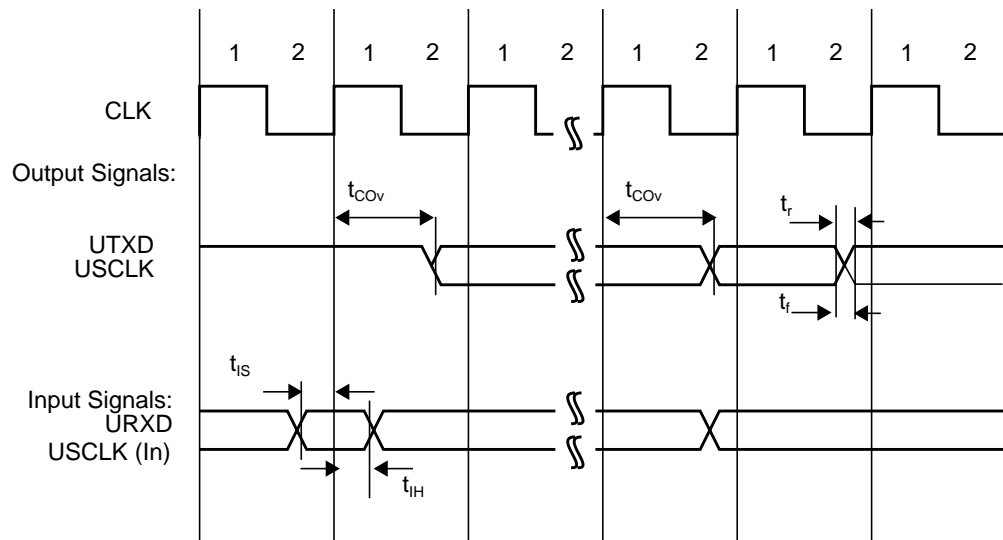 1 2 1 2 1 2 1 2 1 2 1 2
CLK
Output Signals:
tCOv tCOv
tr
UTXD
USCLK
tf
tIS
Input Signals:
URXD
USCLK (In)
tIH